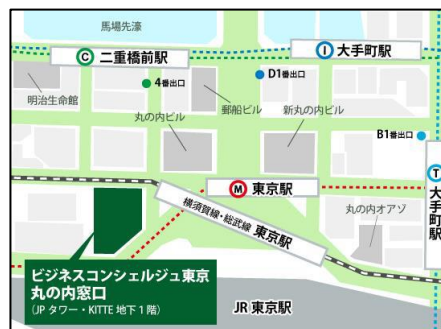 馬場先濠
C 二重橋前駅
I 大手町駅
4番出口
D1番出口
明治生命館
郵船ビル
丸の内ビル
新丸の内ビル
B1番出口
T 大手町駅
M 東京駅
横須賀線・総武線 東京駅
丸の内オアゾ
ビジネスコンシェルジュ東京
丸の内窓口
(JPタワー・KITTE 地下1階)
JR 東京駅